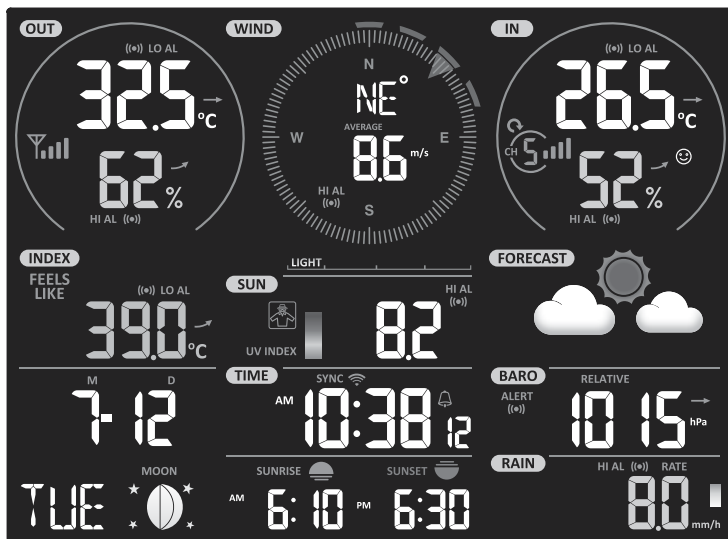 OUT
((•)) LO AL
32.5 °C
62 %
HI AL ((•))
WIND
N
NE°
AVERAGE
W
E
8.6 m/s
HI AL
((•))
S
IN
((•)) LO AL
26.5 °C
CH 5
52 %
HI AL ((•))
INDEX
FEELS
LIKE
((•)) LO AL
39.0 °C
LIGHT
SUN
HI AL
((•))
UV INDEX
8.2
FORECAST
M D
7-12
TIME
SYNC
AM 10:38 12
BARO
RELATIVE
ALERT
((•))
1015 hPa
TUE
MOON
SUNRISE
AM 6:10
SUNSET
PM 6:30
RAIN
HI AL ((•)) RATE
8.0 mm/h